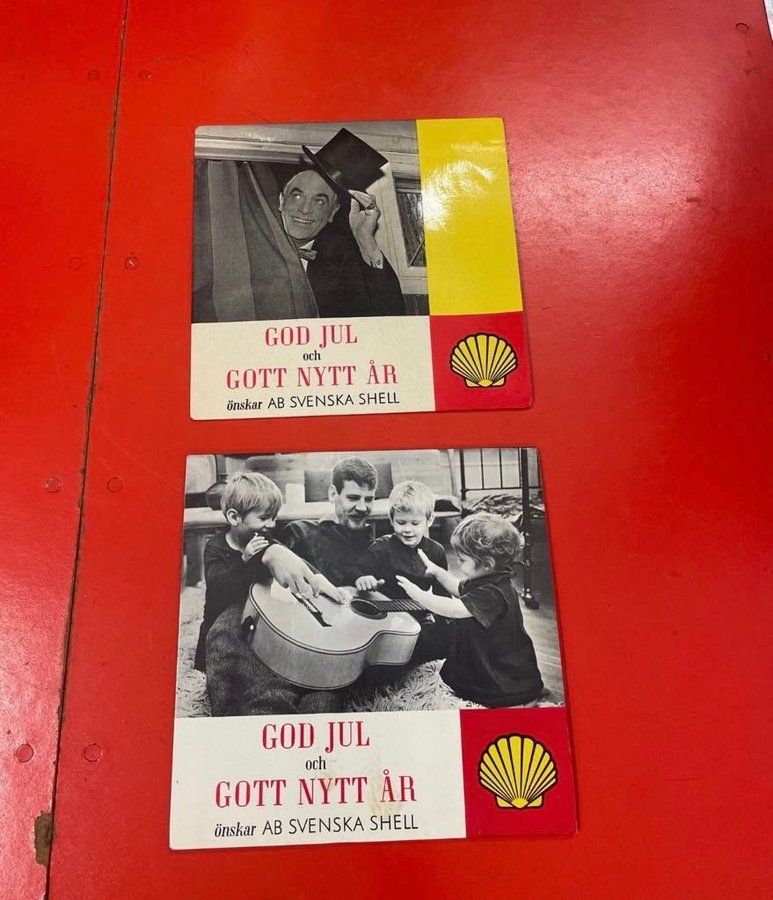 GOD JUL
och
GOTT NYTT ÅR
önskar AB SVENSKA SHELL
GOD JUL
och
GOTT NYTT ÅR
önskar AB SVENSKA SHELL